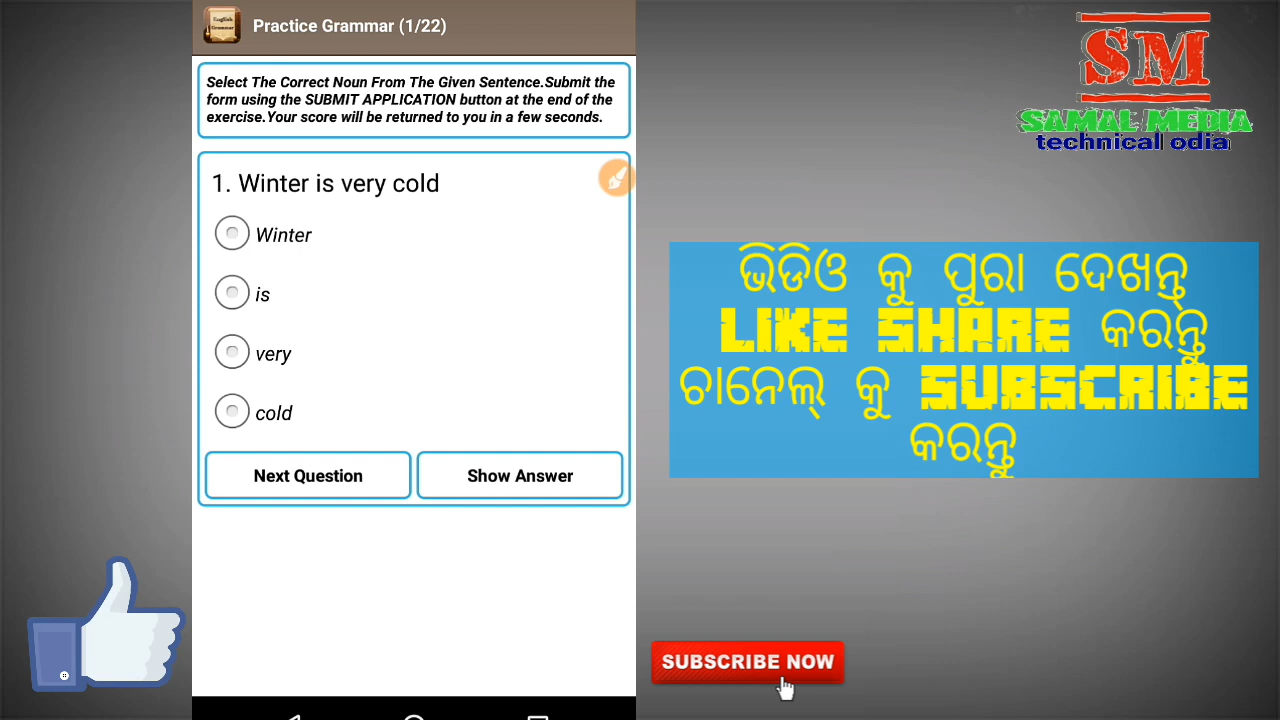 English
Grammar
Practice Grammar (1/22)
Select The Correct Noun From The Given Sentence.Submit the
form using the SUBMIT APPLICATION button at the end of the
exercise.Your score will be returned to you in a few seconds.
1. Winter is very cold
Winter
is
very
cold
Next Question
Show Answer
SM
SAMAL MEDIA
technical odia
ଭିଡିଓ କୁ ପୁରା ଦେଖନ୍ତୁ
LIKE SHARE କରନ୍ତୁ
ଚାନେଲ୍ କୁ SUBSCRIBE
କରନ୍ତୁ
SUBSCRIBE NOW